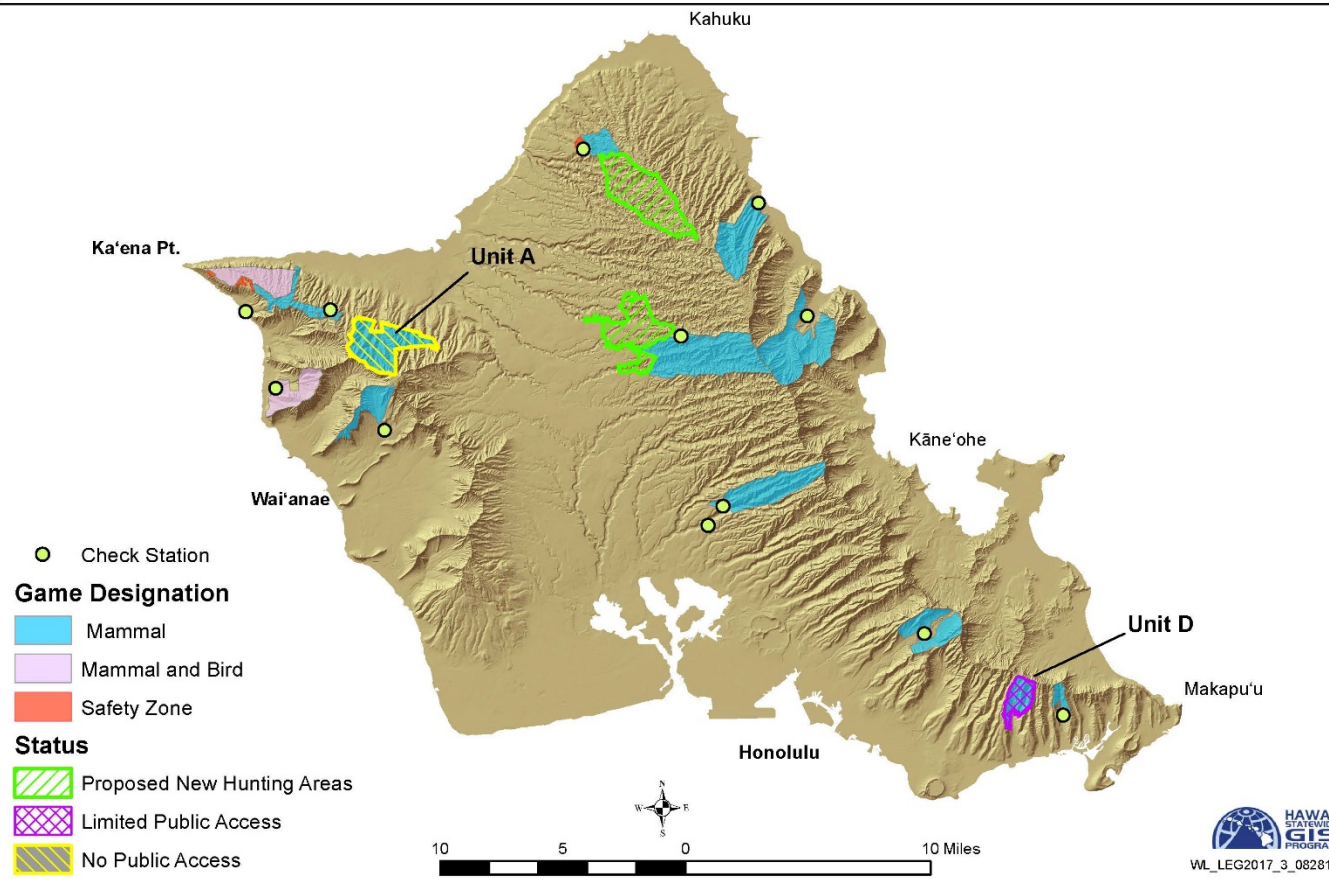 Kahuku
Ka‘ena Pt.
Unit A
Kāne‘ohe
Wai‘anae
Unit D
Makapu‘u
Honolulu
Check Station
Game Designation
Mammal
Mammal and Bird
Safety Zone
Status
Proposed New Hunting Areas
Limited Public Access
No Public Access
N
W E
S
10 5 0 10 Miles
HAWA
STATEWID
GIS
PROGRA
WL_LEG2017_3_08281